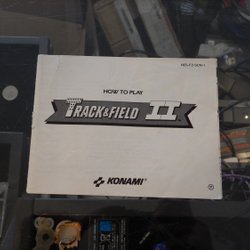 HOW TO PLAY
TRACK & FIELD II
KONAMI®